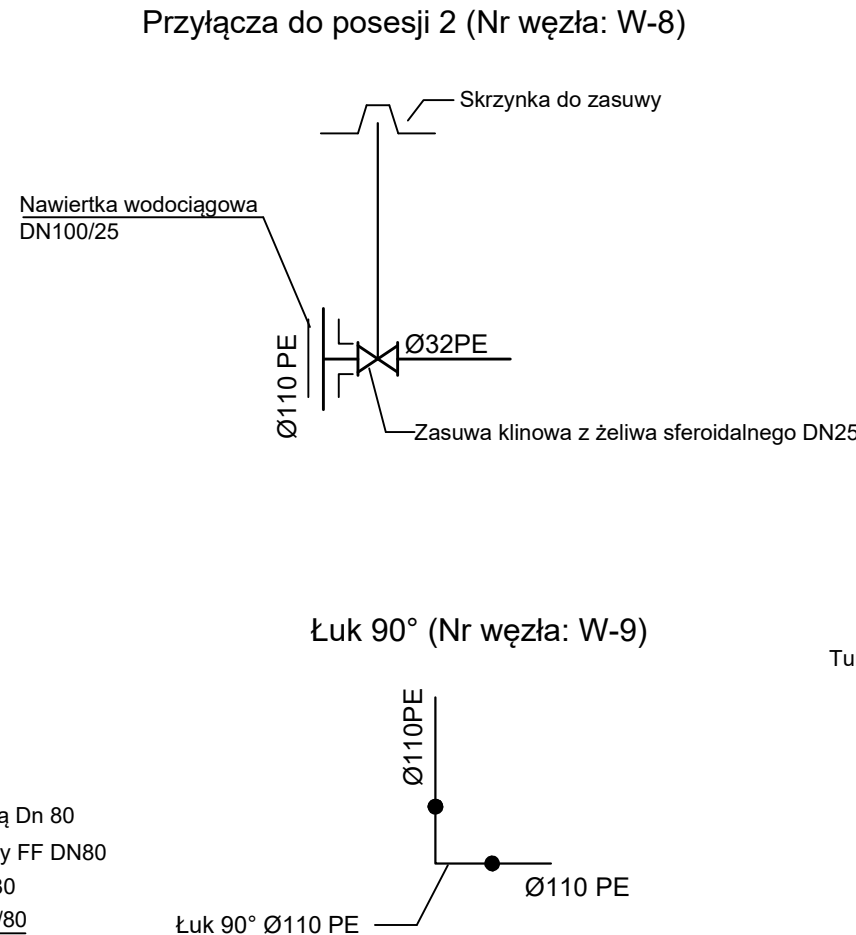 Przyłącza do posesji 2 (Nr węzła: W-8)
Skrzynka do zasuwy
Nawiertka wodociągowa
DN100/25
Ø110 PE
Ø32PE
Zasuwa klinowa z żeliwa sferoidalnego DN25
Łuk 90° (Nr węzła: W-9)
Tu
Ø110PE
ą Dn 80
y FF DN80
80
/80
Ø110 PE
Łuk 90° Ø110 PE